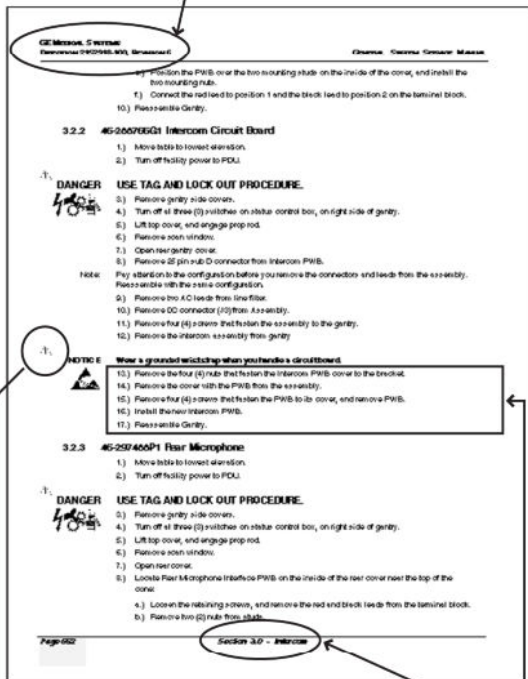 GE MEDICAL SYSTEMS
GENERAL SYSTEM SERVICE MANUAL
Position the PWB over the two mounting studs on the inside of the cover, and install the
two mounting nuts.
f.) Connect the red lead to position 1 and the black lead to position 2 on the terminal block.
10.) Reassemble Gantry.
3.2.2 46-288765G1 Intercom Circuit Board
1.) Move table to lowest elevation.
2.) Turn off facility power to PDU.
DANGER USE TAG AND LOCK OUT PROCEDURE.
3.) Remove gantry side covers.
4.) Turn off all three (3) switches on status control box, on right side of gantry.
5.) Lift top cover, and engage prop rod.
6.) Remove scan window.
7.) Open rear gantry cover.
8.) Remove 25 pin sub D connector from Intercom PWB.
Note: Pay attention to the configuration before you remove the connectors and leads from the assembly.
Reassemble with the same configuration.
9.) Remove two AC leads from line filter.
10.) Remove DC connector (J3) from Assembly.
11.) Remove four (4) screws that fasten the assembly to the gantry.
12.) Remove the intercom assembly from gantry
NOTICE Wear a grounded wriststrap when you handle a circuit board.
13.) Remove the four (4) nuts that fasten the Intercom PWB cover to the bracket.
14.) Remove the cover with the PWB from the assembly.
15.) Remove four (4) screws that fasten the PWB to its cover, and remove PWB.
16.) Install the new Intercom PWB.
17.) Reassemble Gantry.
3.2.3 46-297466P1 Rear Microphone
1.) Move table to lowest elevation.
2.) Turn off facility power to PDU.
DANGER USE TAG AND LOCK OUT PROCEDURE.
3.) Remove gantry side covers.
4.) Turn off all three (3) switches on status control box, on right side of gantry.
5.) Lift top cover, and engage prop rod.
6.) Remove scan window.
7.) Open rear cover.
8.) Locate Rear Microphone Interface PWB on the inside of the rear cover near the top of the
cone:
a.) Loosen the retaining screws, and remove the red and black leads from the terminal block.
b.) Remove two (2) nuts from studs.
Page 652
Section 3.0 - Intercom